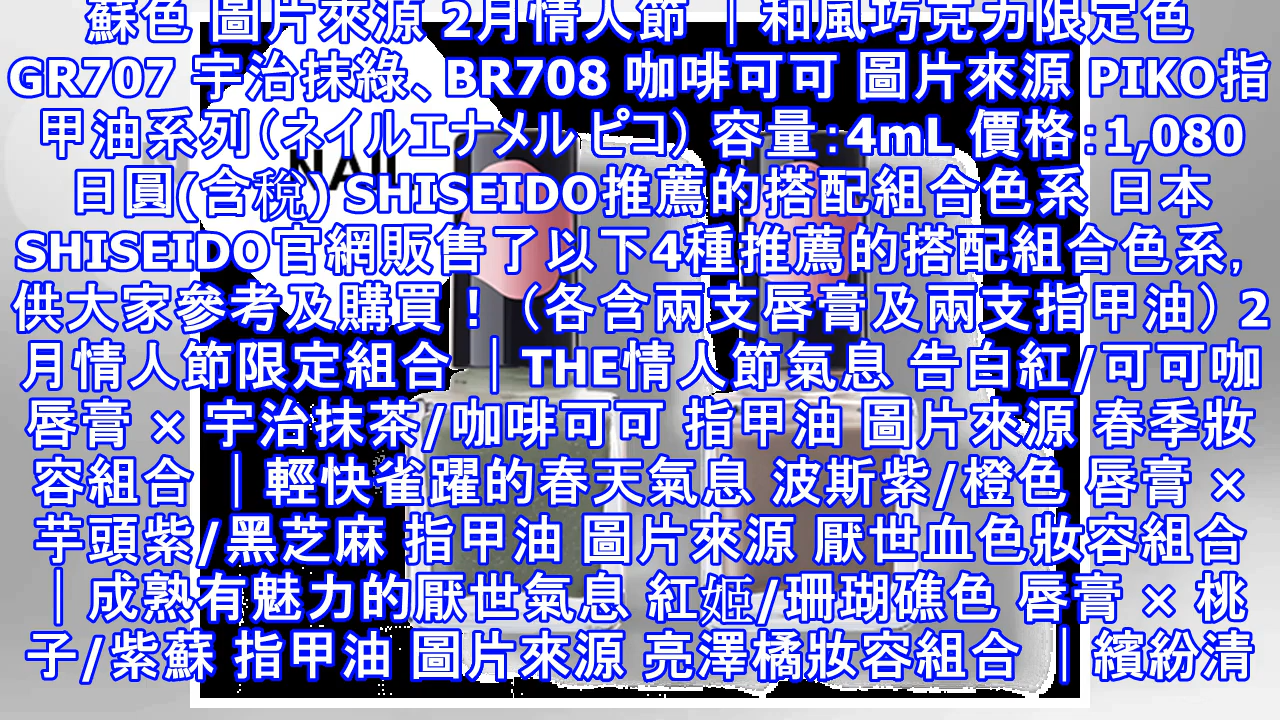 蘇色 圖片來源 2月情人節 ｜和風巧克力限定色
GR707 宇治抹綠、BR708 咖啡可可 圖片來源 PIKO指
甲油系列（ネイルエナメル ピコ） 容量：4mL 價格：1,080
日圓(含稅) SHISEIDO推薦的搭配組合色系 日本
SHISEIDO官網販售了以下4種推薦的搭配組合色系，
供大家參考及購買！（各含兩支唇膏及兩支指甲油） 2
月情人節限定組合 ｜THE情人節氣息 告白紅/可可咖
唇膏 × 宇治抹茶/咖啡可可 指甲油 圖片來源 春季妝
容組合 ｜輕快雀躍的春天氣息 波斯紫/橙色 唇膏 ×
芋頭紫/黑芝麻 指甲油 圖片來源 厭世血色妝容組合
｜成熟有魅力的厭世氣息 紅姬/珊瑚礁色 唇膏 × 桃
子/紫蘇 指甲油 圖片來源 亮澤橘妝容組合 ｜繽紛清
NAIL